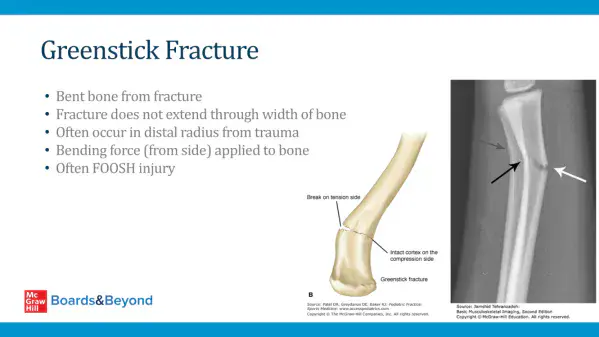 Greenstick Fracture
• Bent bone from fracture
• Fracture does not extend through width of bone
• Often occur in distal radius from trauma
• Bending force (from side) applied to bone
• Often FOOSH injury
Break on tension side
Intact cortex on the
compression side
Greenstick fracture
B
Source: Patel DR, Greydanus DE, Baker RJ: Pediatric Practice
Sports Medicine: www.accesspediatrics.com
Copyright © The McGraw-Hill Companies, Inc. All rights reserved.
Source: Jamshid Tehranzadeh:
Basic Musculoskeletal Imaging, Second Edition
Copyright © McGraw-Hill Education. All rights reserved.
Mc
Graw
Hill
Boards&Beyond